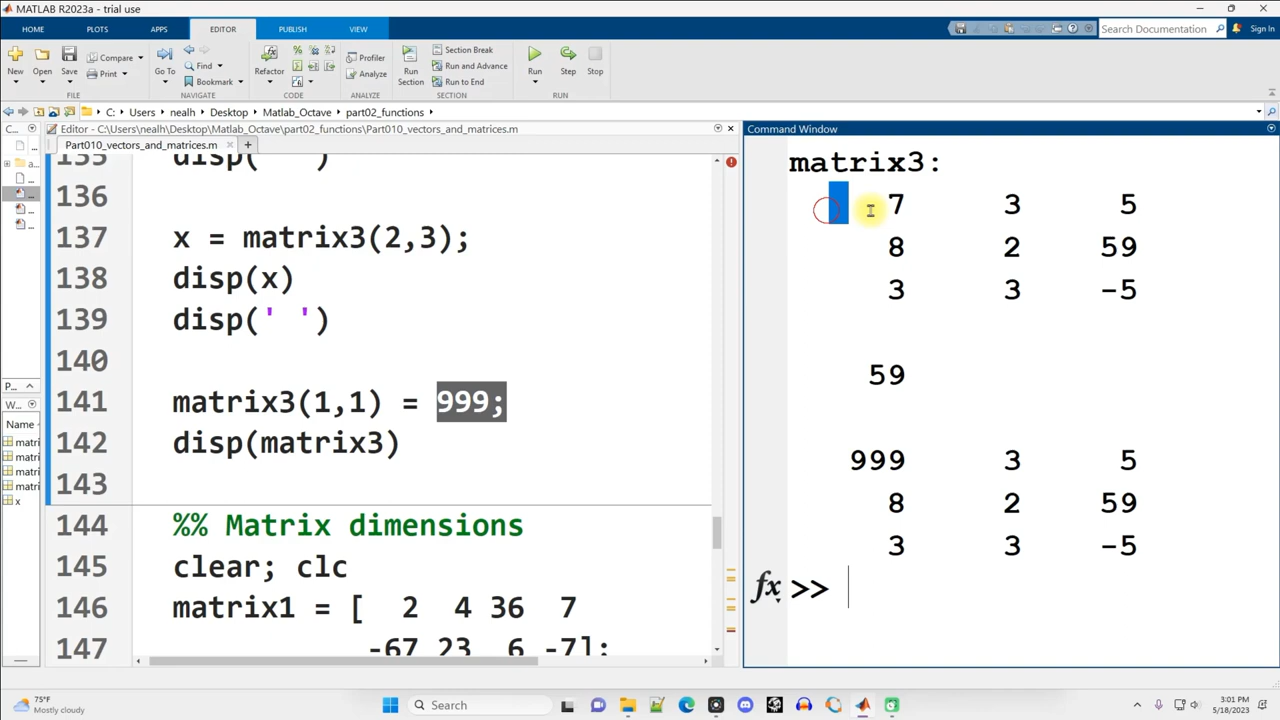 MATLAB R2023a - trial use
HOME PLOTS APPS EDITOR PUBLISH VIEW
Search Documentation
Sign In
New Open Save Compare Print
FILE
Go To Find Bookmark
NAVIGATE
Refactor
CODE
Profiler
Analyze
ANALYZE
Run Section
Section Break
Run and Advance
Run to End
SECTION
Run Step Stop
RUN
C: Users nealh Desktop Matlab_Octave part02_functions
C...
Editor - C:\Users\nealh\Desktop\Matlab_Octave\part02_functions\Part010_vectors_and_matrices.m
Part010_vectors_and_matrices.m
135 disp(' ')
136
137 x = matrix3(2,3);
138 disp(x)
139 disp(' ')
140
141 matrix3(1,1) = 999;
142 disp(matrix3)
143
144 %% Matrix dimensions
145 clear; clc
146 matrix1 = [ 2 4 36 7
147 -67 23 6 -7];
P...
W...
Name
matri
matri
matri
matri
x
Command Window
matrix3:
7 3 5
8 2 59
3 3 -5
59
999 3 5
8 2 59
3 3 -5
fx >>
75°F
Mostly cloudy
Search
3:01 PM
5/18/2023